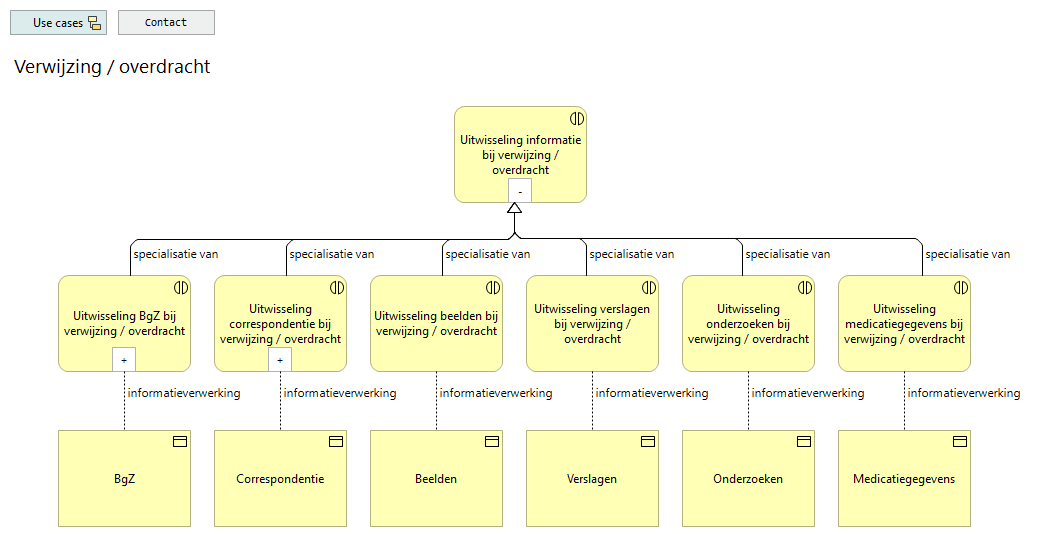 Use cases
Contact
Verwijzing / overdracht
Uitwisseling informatie
bij verwijzing /
overdracht
-
specialisatie van
specialisatie van
specialisatie van
specialisatie van
specialisatie van
specialisatie van
Uitwisseling BgZ bij
verwijzing / overdracht
+
Uitwisseling
correspondentie bij
verwijzing / overdracht
+
Uitwisseling beelden bij
verwijzing / overdracht
Uitwisseling verslagen
bij verwijzing /
overdracht
Uitwisseling
onderzoeken bij
verwijzing / overdracht
Uitwisseling
medicatiegegevens bij
verwijzing / overdracht
informatieverwerking
informatieverwerking
informatieverwerking
informatieverwerking
informatieverwerking
informatieverwerking
BgZ
Correspondentie
Beelden
Verslagen
Onderzoeken
Medicatiegegevens